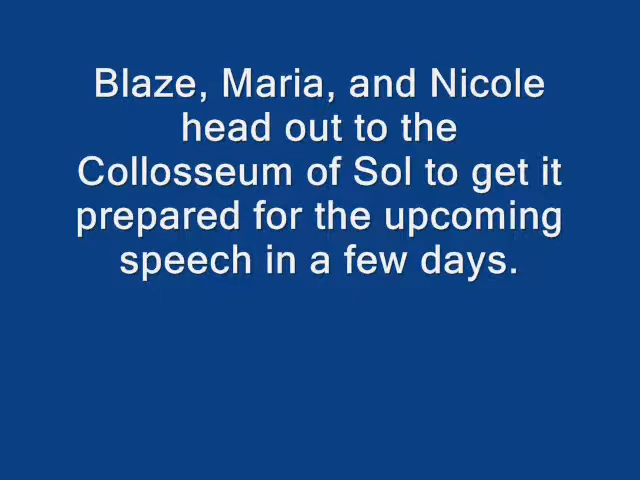 Blaze, Maria, and Nicole
head out to the
Collosseum of Sol to get it
prepared for the upcoming
speech in a few days.